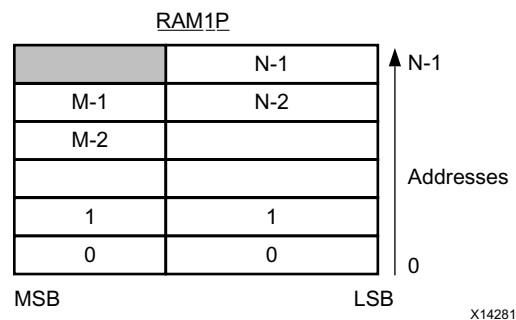 RAM1P
N-1 N-1
M-1 N-2
M-2
Addresses
1 1
0 0 0
MSB LSB
X14281